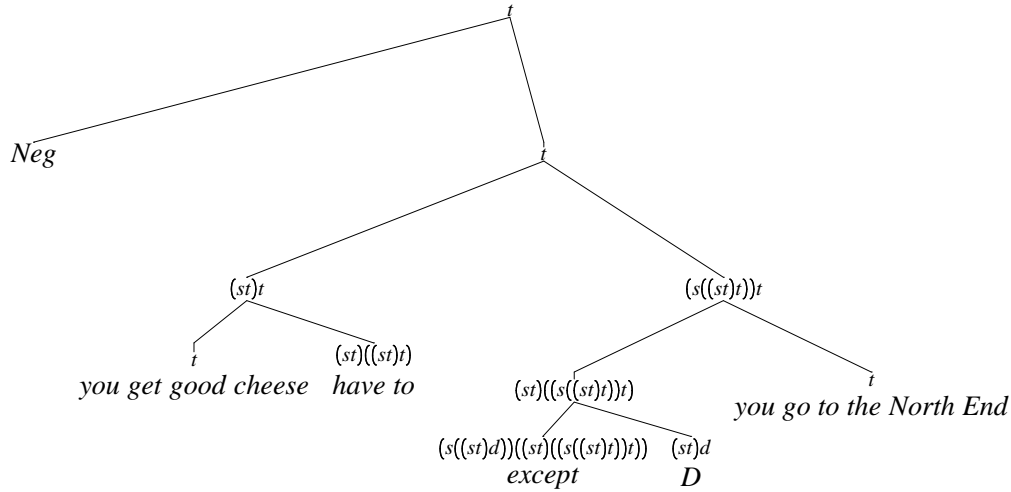 t
Neg
t
(st)t
(s((st)t))t
t
(st)((st)t)
you get good cheese
have to
(st)((s((st)t))t)
t
you go to the North End
(s((st)d))((st)((s((st)t))t))
(st)d
except
D